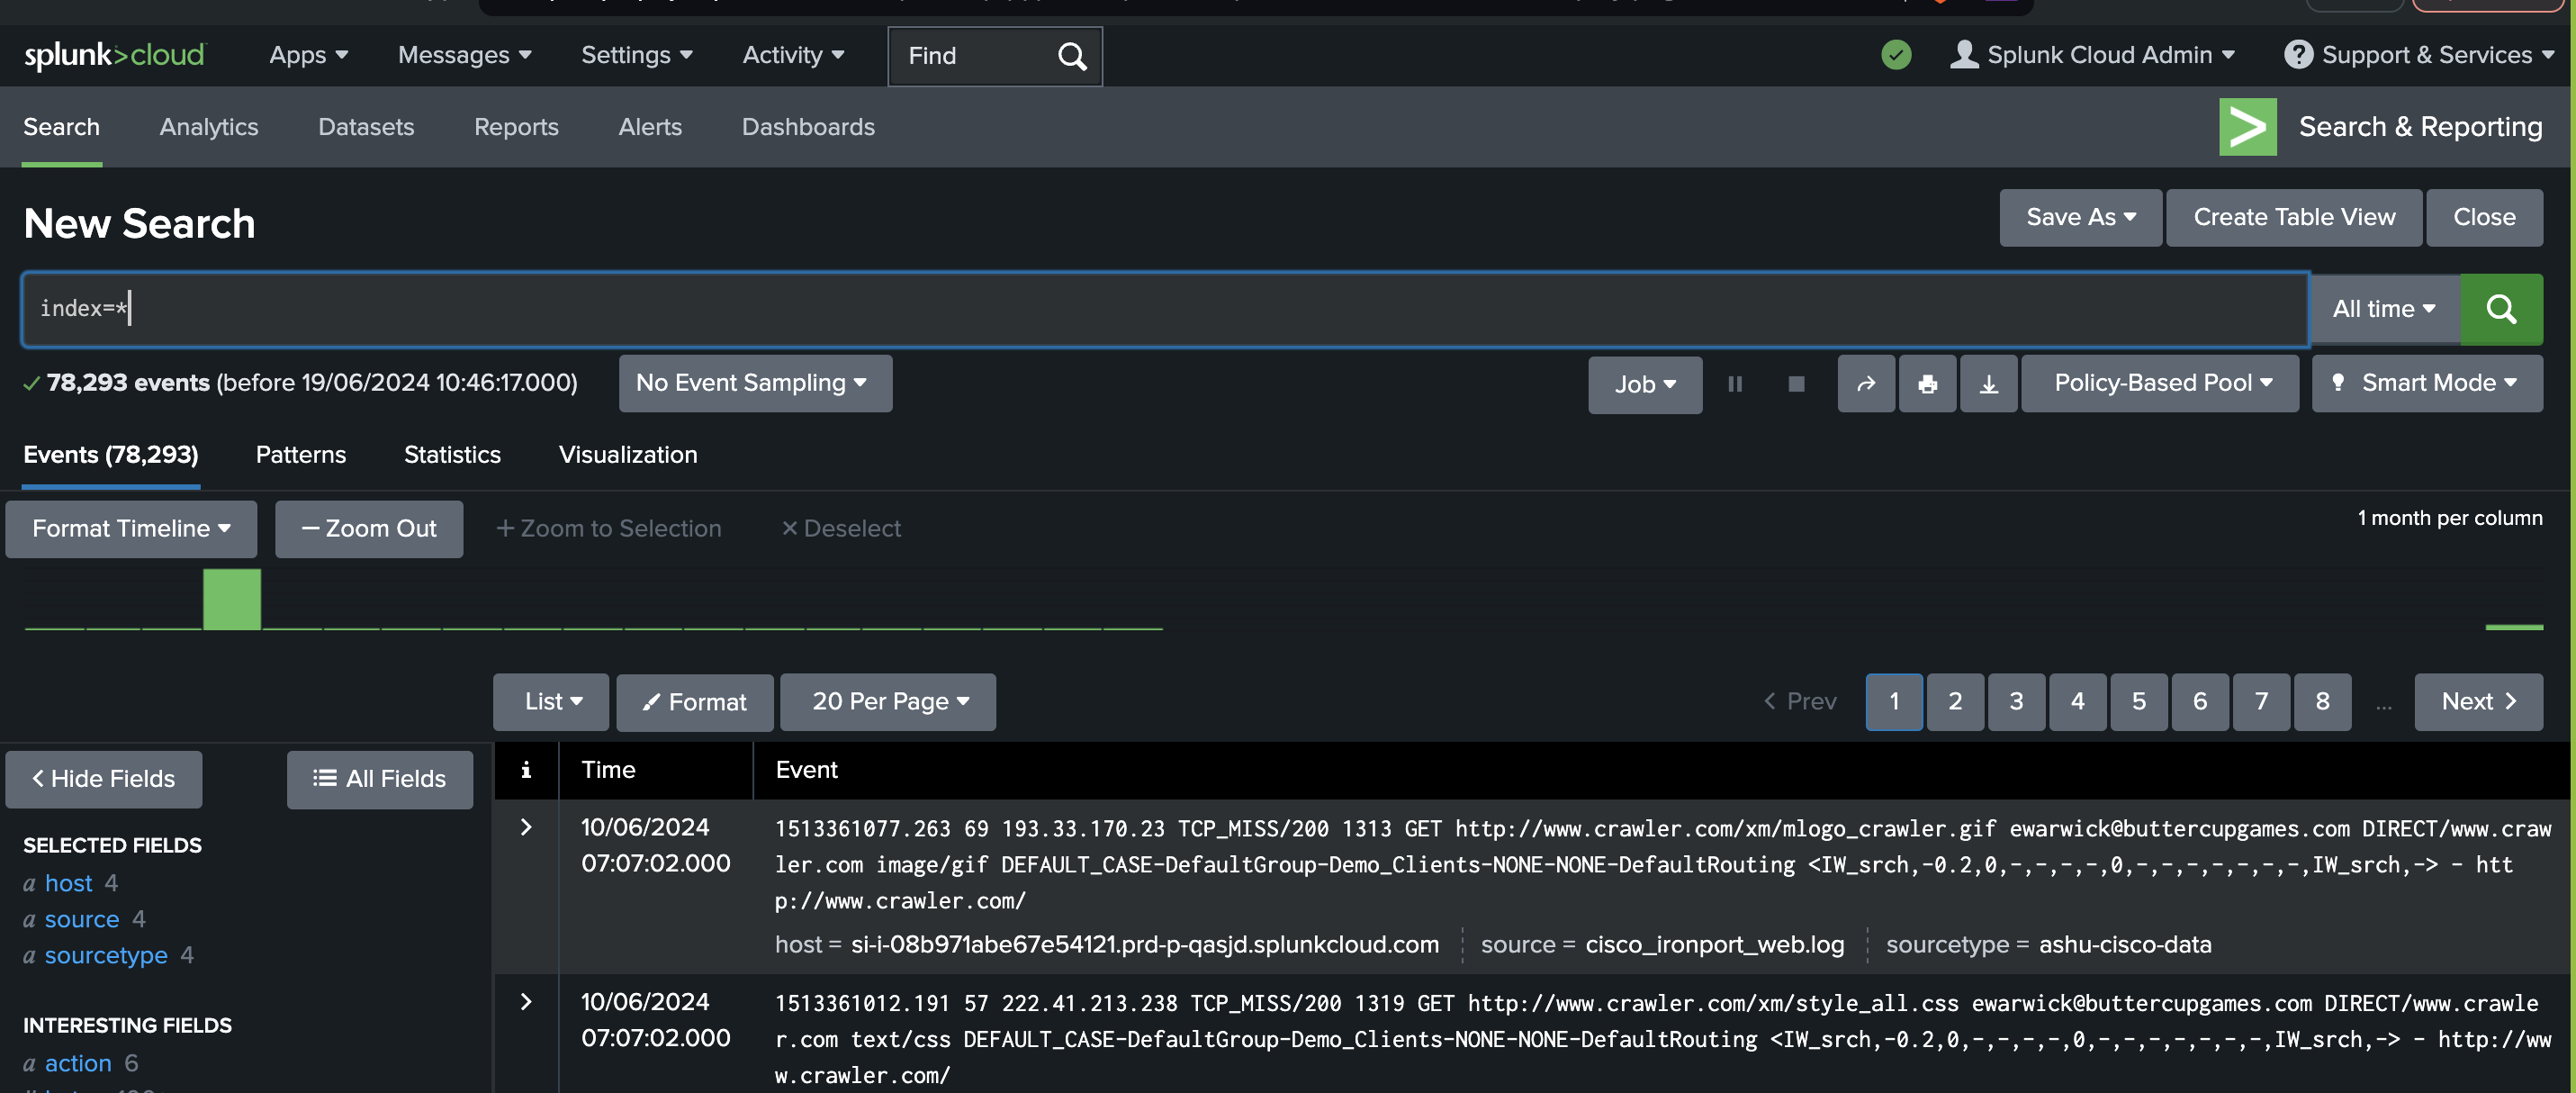 splunk>cloud Apps Messages Settings Activity Find Splunk Cloud Admin ? Support & Services
Search Analytics Datasets Reports Alerts Dashboards > Search & Reporting
New Search Save As Create Table View Close
index=* All time
✓ 78,293 events (before 19/06/2024 10:46:17.000) No Event Sampling Job Policy-Based Pool Smart Mode
Events (78,293) Patterns Statistics Visualization
Format Timeline — Zoom Out + Zoom to Selection × Deselect 1 month per column
List Format 20 Per Page < Prev 1 2 3 4 5 6 7 8 ... Next >
< Hide Fields All Fields
i Time Event
SELECTED FIELDS
a host 4
a source 4
a sourcetype 4
INTERESTING FIELDS
a action 6
> 10/06/2024
07:07:02.000
1513361077.263 69 193.33.170.23 TCP_MISS/200 1313 GET http://www.crawler.com/xm/mlogo_crawler.gif ewarwick@buttercupgames.com DIRECT/www.craw
ler.com image/gif DEFAULT_CASE-DefaultGroup-Demo_Clients-NONE-NONE-DefaultRouting <IW_srch,-0.2,0,-,-,-,-,0,-,-,-,-,-,-,-,IW_srch,-> - htt
p://www.crawler.com/
host = si-i-08b971abe67e54121.prd-p-qasjd.splunkcloud.com source = cisco_ironport_web.log sourcetype = ashu-cisco-data
> 10/06/2024
07:07:02.000
1513361012.191 57 222.41.213.238 TCP_MISS/200 1319 GET http://www.crawler.com/xm/style_all.css ewarwick@buttercupgames.com DIRECT/www.crawle
r.com text/css DEFAULT_CASE-DefaultGroup-Demo_Clients-NONE-NONE-DefaultRouting <IW_srch,-0.2,0,-,-,-,-,0,-,-,-,-,-,-,-,IW_srch,-> - http://ww
w.crawler.com/